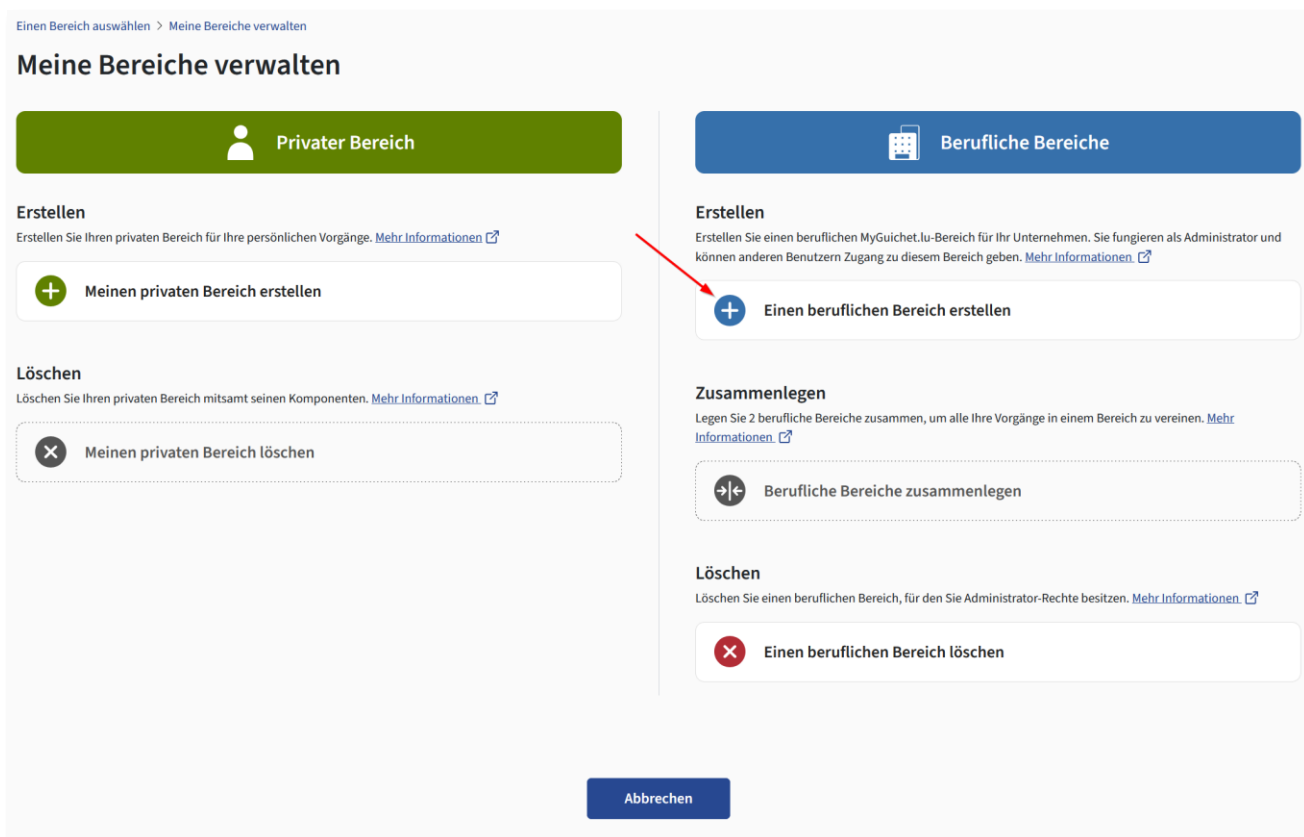 Einen Bereich auswählen > Meine Bereiche verwalten
Meine Bereiche verwalten
Privater Bereich
Erstellen
Erstellen Sie Ihren privaten Bereich für Ihre persönlichen Vorgänge. Mehr Informationen
Meinen privaten Bereich erstellen
Löschen
Löschen Sie Ihren privaten Bereich mitsamt seinen Komponenten. Mehr Informationen
Meinen privaten Bereich löschen
Berufliche Bereiche
Erstellen
Erstellen Sie einen beruflichen MyGuichet.lu-Bereich für Ihr Unternehmen. Sie fungieren als Administrator und
können anderen Benutzern Zugang zu diesem Bereich geben. Mehr Informationen
Einen beruflichen Bereich erstellen
Zusammenlegen
Legen Sie 2 berufliche Bereiche zusammen, um alle Ihre Vorgänge in einem Bereich zu vereinen. Mehr
Informationen
Berufliche Bereiche zusammenlegen
Löschen
Löschen Sie einen beruflichen Bereich, für den Sie Administrator-Rechte besitzen. Mehr Informationen
Einen beruflichen Bereich löschen
Abbrechen